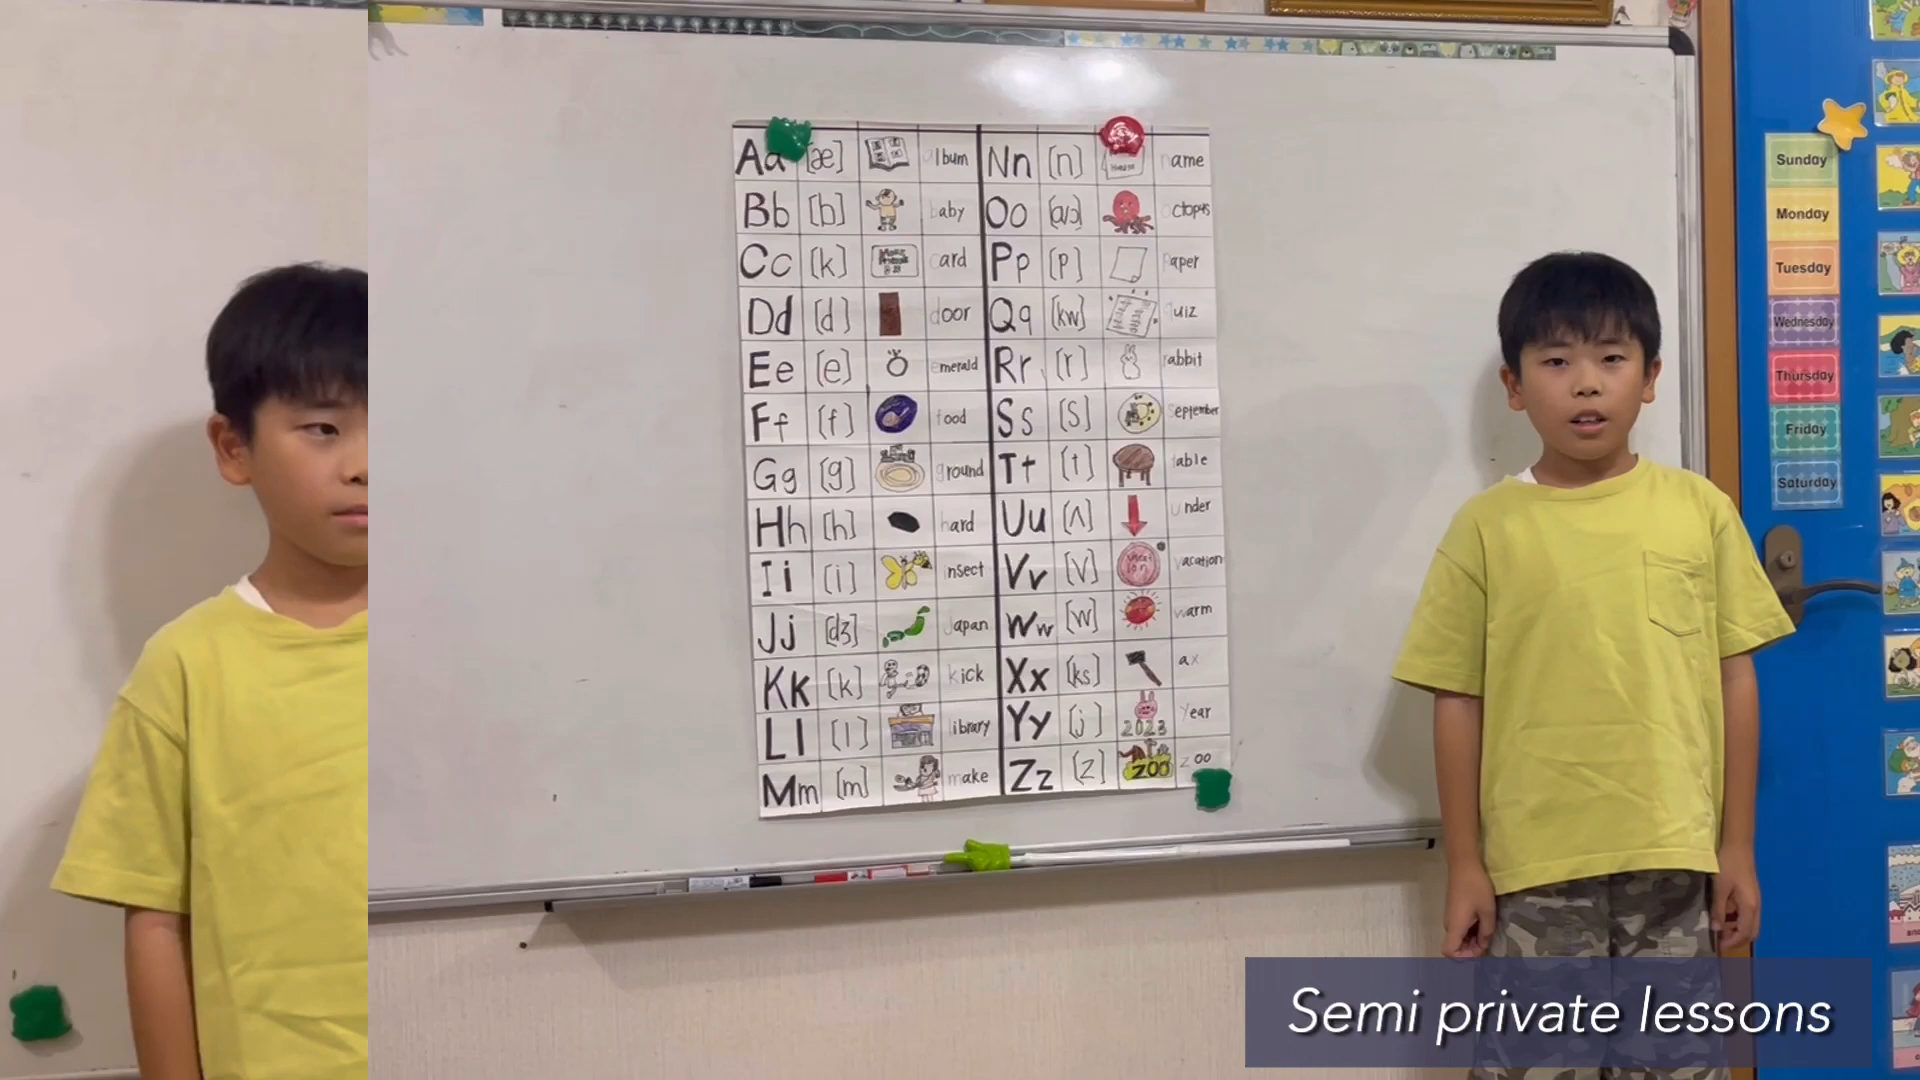 Aa [æ] album
Bb [b] baby
Cc [k] card
Dd [d] door
Ee [e] emerald
Ff [f] food
Gg [g] ground
Hh [h] hard
Ii [i] insect
Jj [dʒ] Japan
Kk [k] kick
Ll [l] library
Mm [m] make
Nn [n] name
Oo [a/ɔ] octopus
Pp [p] paper
Qq [kw] quiz
Rr [r] rabbit
Ss [s] September
Tt [t] table
Uu [ʌ] under
Vv [v] vacation
Ww [w] warm
Xx [ks] ax
Yy [j] 2023 year
Zz [z] ZOO zoo
Sunday
Monday
Tuesday
Wednesday
Thursday
Friday
Saturday
Semi private lessons